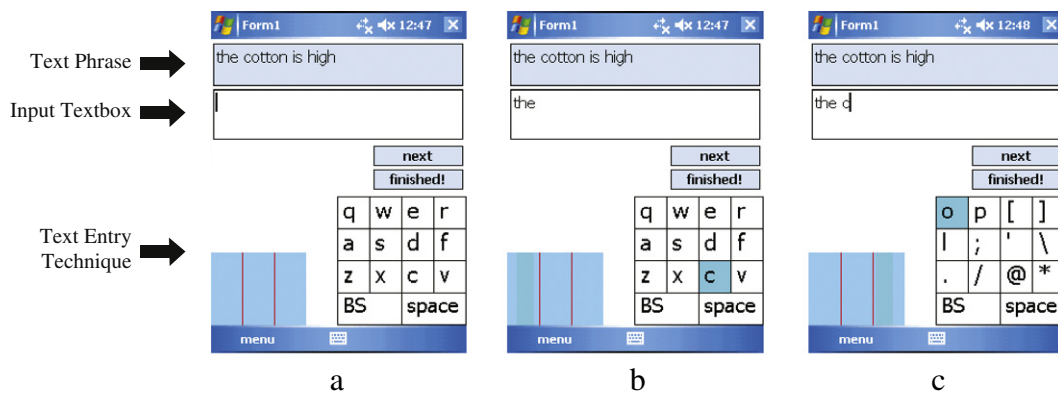 Text Phrase
Input Textbox
Text Entry
Technique
Form1 12:47
the cotton is high
next
finished!
q w e r
a s d f
z x c v
BS space
menu
a
Form1 12:47
the cotton is high
the
next
finished!
q w e r
a s d f
z x c v
BS space
menu
b
Form1 12:48
the cotton is high
the c
next
finished!
o p [ ]
l ; ' \
. / @ *
BS space
menu
c